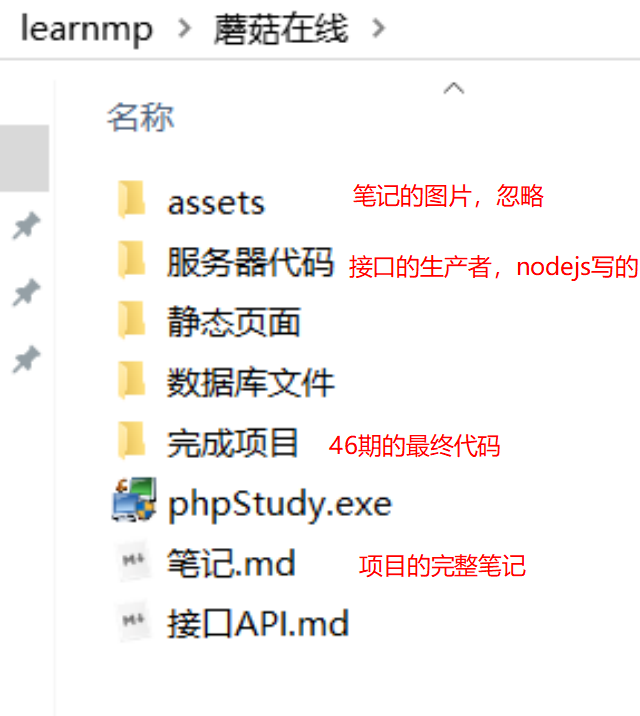 learnmp > 蘑菇在线 >
名称
assets 笔记的图片，忽略
服务器代码 接口的生产者，nodejs写的
静态页面
数据库文件
完成项目 46期的最终代码
phpStudy.exe
笔记.md 项目的完整笔记
接口API.md